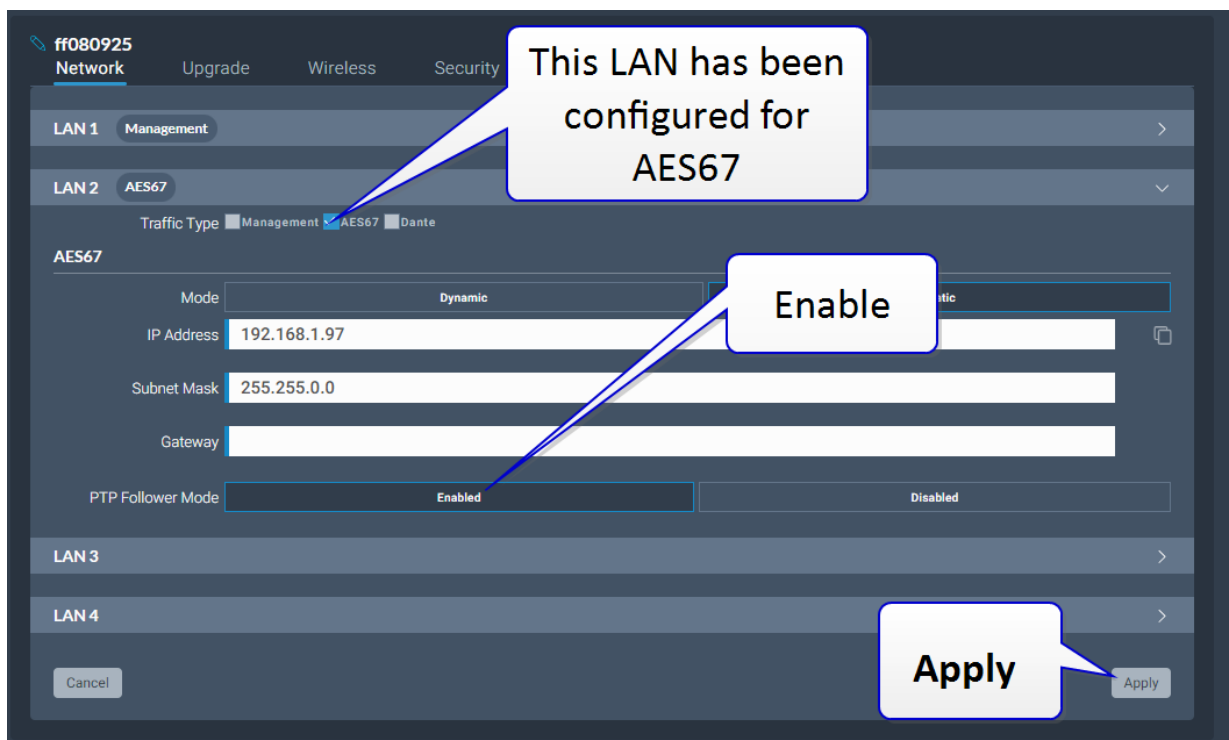 ff080925
Network Upgrade Wireless Security
This LAN has been
configured for
AES67
LAN 1 Management
LAN 2 AES67
Traffic Type Management AES67 Dante
AES67
Mode Dynamic
Enable
IP Address 192.168.1.97
Subnet Mask 255.255.0.0
Gateway
PTP Follower Mode Enabled Disabled
LAN 3
LAN 4
Apply
Cancel Apply